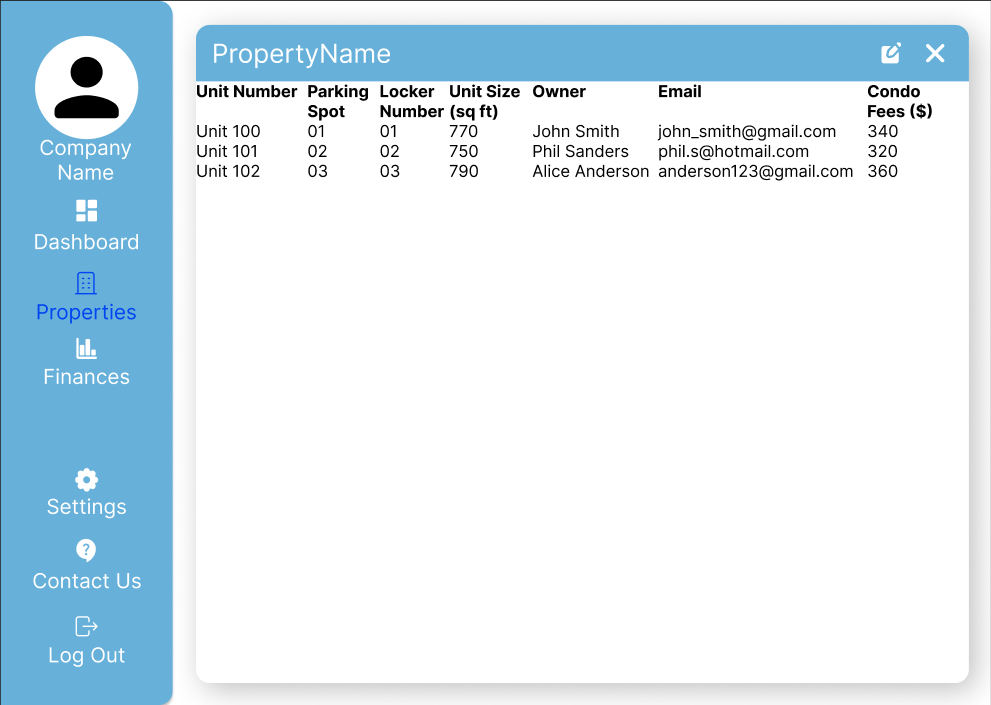 Company
Name
Dashboard
Properties
Finances
Settings
?
Contact Us
Log Out
PropertyName
Unit Number Parking Spot Locker Number Unit Size (sq ft) Owner Email Condo Fees ($)
Unit 100 01 01 770 John Smith john_smith@gmail.com 340
Unit 101 02 02 750 Phil Sanders phil.s@hotmail.com 320
Unit 102 03 03 790 Alice Anderson anderson123@gmail.com 360